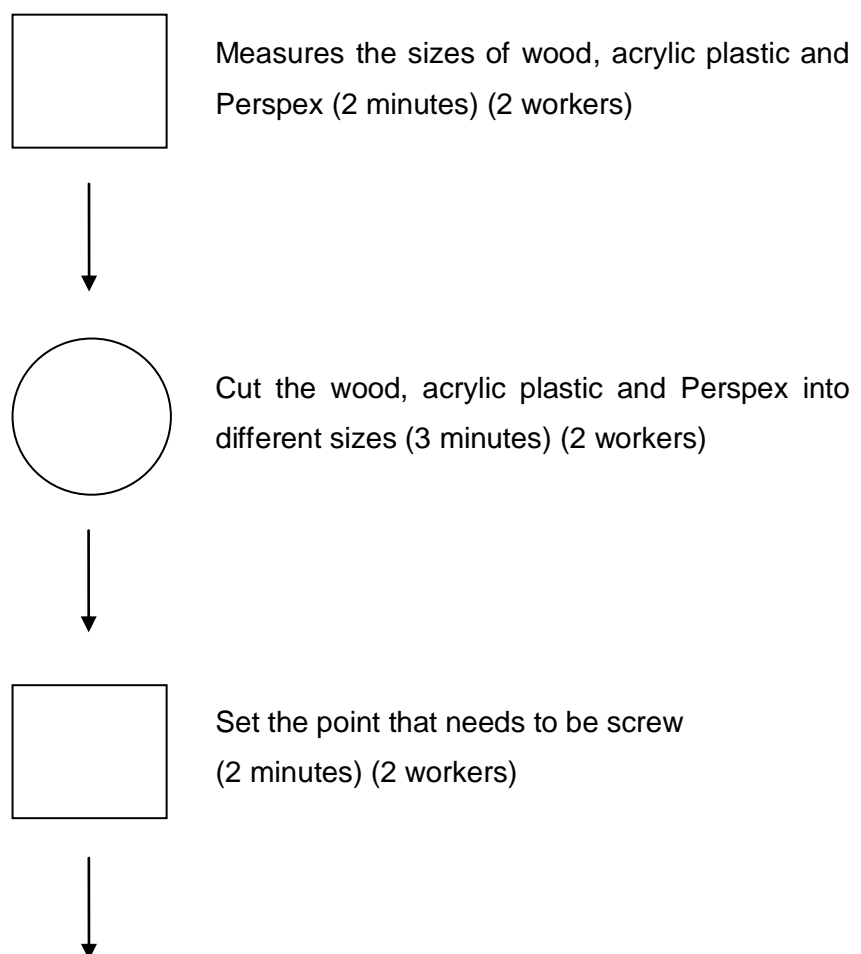 Measures the sizes of wood, acrylic plastic and
Perspex (2 minutes) (2 workers)
Cut the wood, acrylic plastic and Perspex into
different sizes (3 minutes) (2 workers)
Set the point that needs to be screw
(2 minutes) (2 workers)